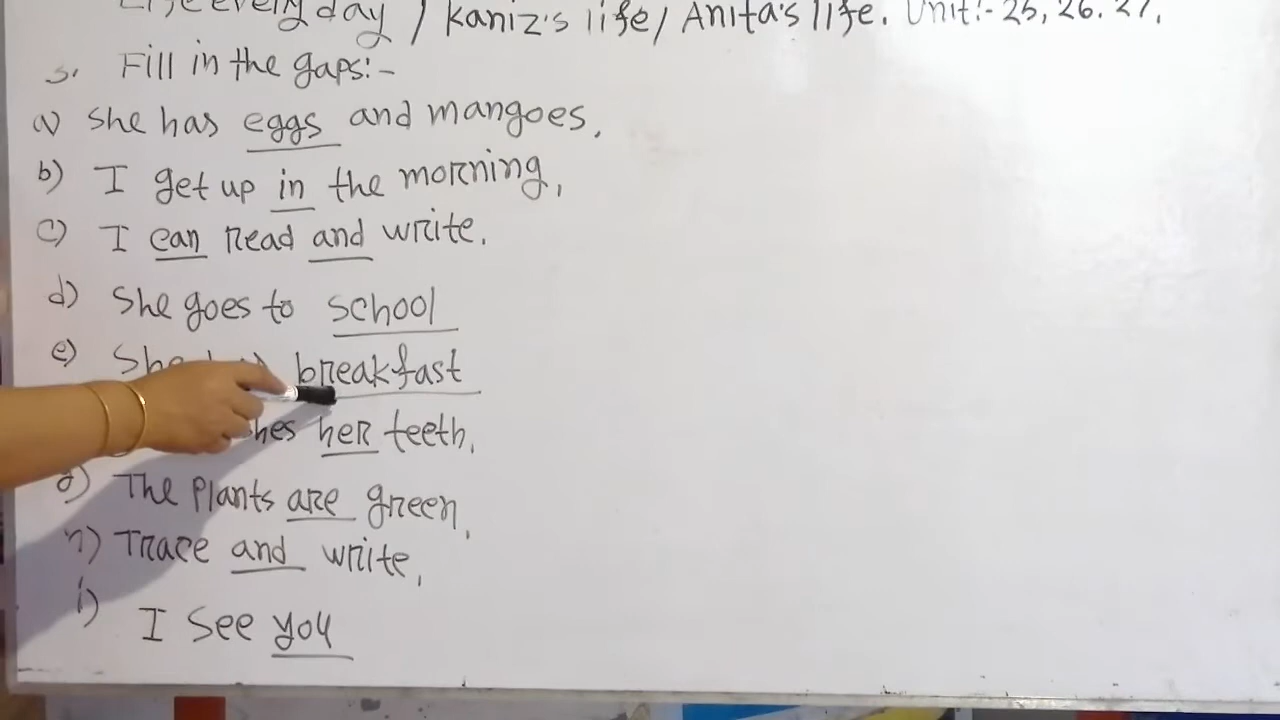 every day / Kaniz's life / Anita's life. Unit:- 25, 26. 27.
5. Fill in the gaps:-
a) She has eggs and mangoes.
b) I get up in the morning.
c) I can read and write.
d) She goes to school
e) She breakfast
her teeth.
g) The plants are green.
h) Trace and write.
i) I see you